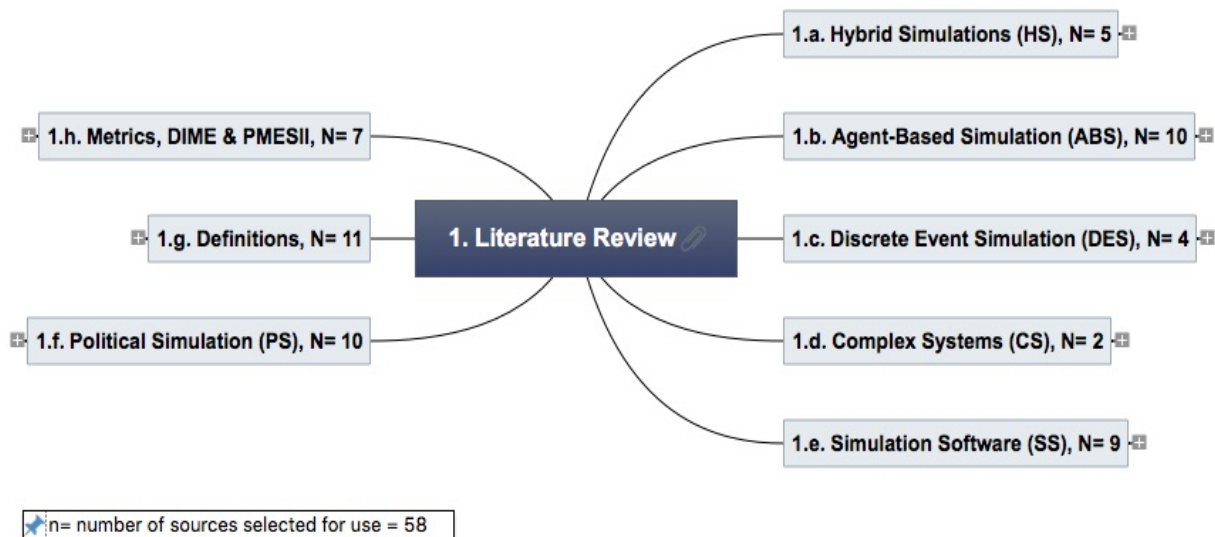 1. Literature Review
1.a. Hybrid Simulations (HS), N= 5
1.b. Agent-Based Simulation (ABS), N= 10
1.c. Discrete Event Simulation (DES), N= 4
1.d. Complex Systems (CS), N= 2
1.e. Simulation Software (SS), N= 9
1.f. Political Simulation (PS), N= 10
1.g. Definitions, N= 11
1.h. Metrics, DIME & PMESII, N= 7
n= number of sources selected for use = 58